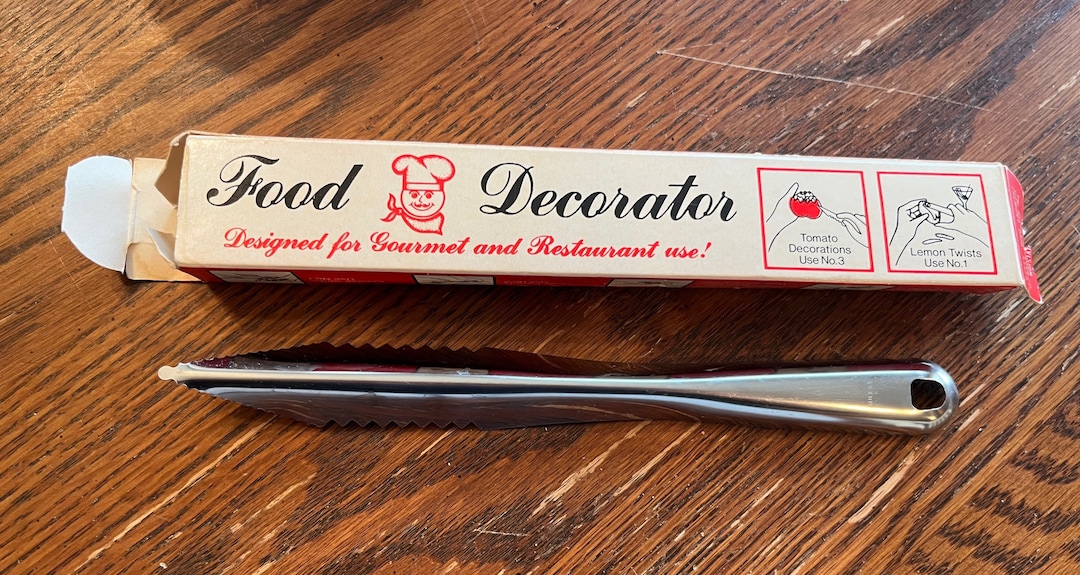 Food Decorator
Designed for Gourmet and Restaurant use!
Tomato
Decorations
Use No.3
Lemon Twists
Use No.1